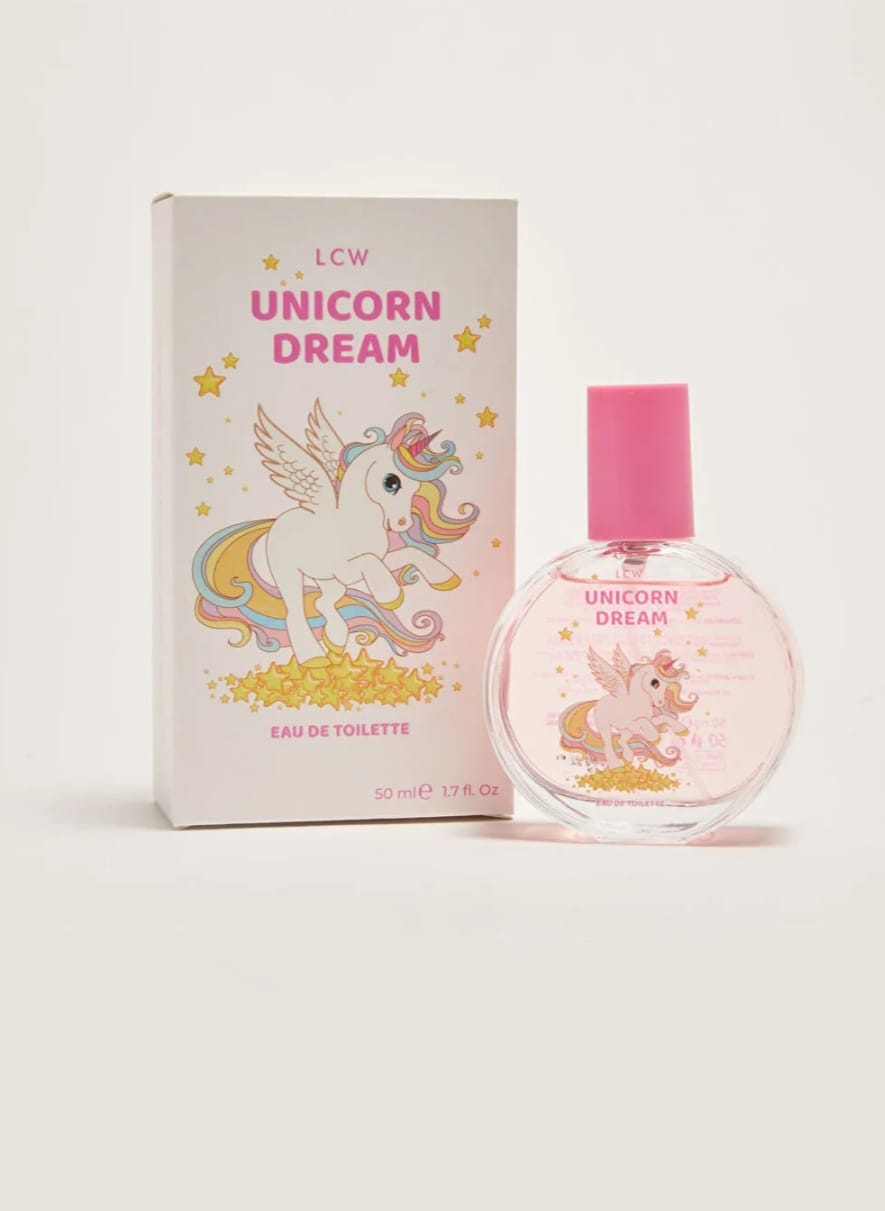 LCW
UNICORN
DREAM
EAU DE TOILETTE
50 ml℮ 1.7 fl. Oz
LCW
UNICORN
DREAM
EAU DE TOILETTE